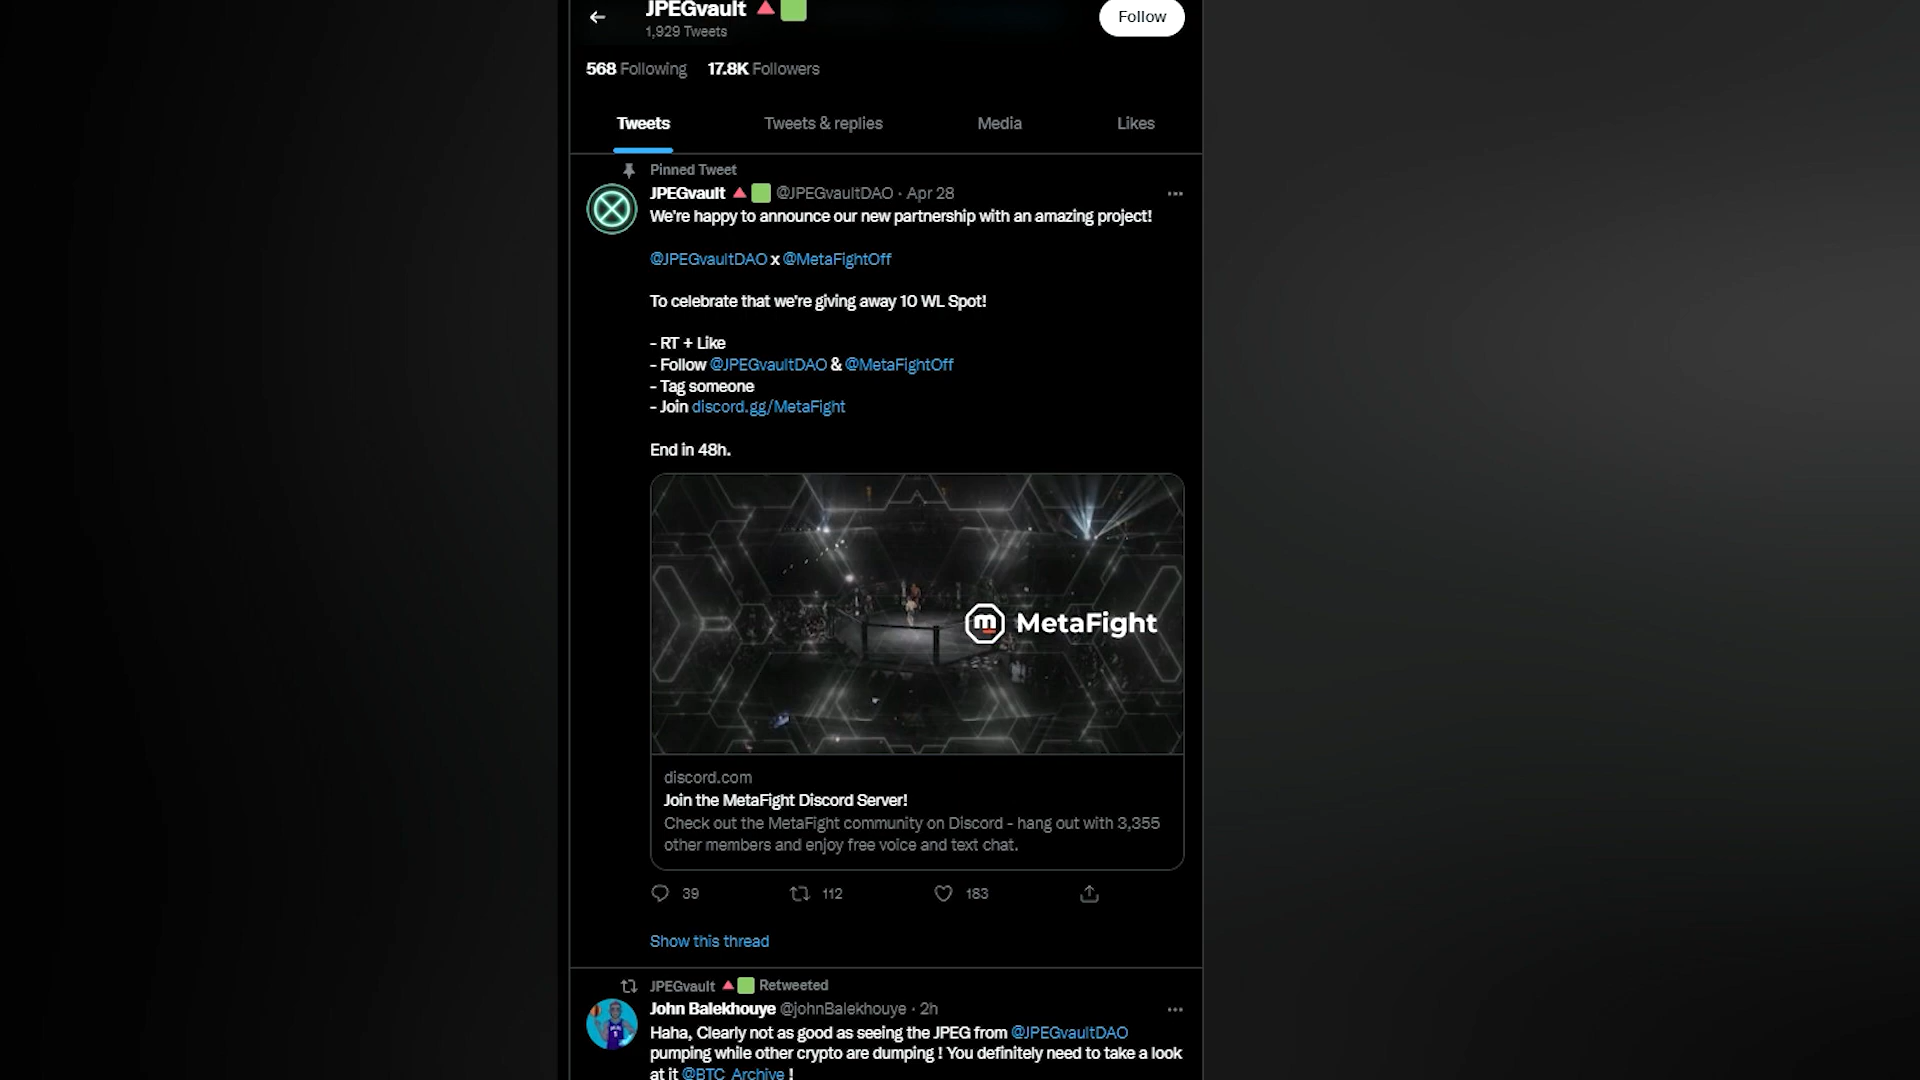 JPEGvault 🔺🟩
1,929 Tweets
Follow
568 Following 17.8K Followers
Tweets Tweets & replies Media Likes
Pinned Tweet
JPEGvault 🔺🟩 @JPEGvaultDAO · Apr 28
We're happy to announce our new partnership with an amazing project!
@JPEGvaultDAO x @MetaFightOff
To celebrate that we're giving away 10 WL Spot!
- RT + Like
- Follow @JPEGvaultDAO & @MetaFightOff
- Tag someone
- Join discord.gg/MetaFight
End in 48h.
m MetaFight
discord.com
Join the MetaFight Discord Server!
Check out the MetaFight community on Discord - hang out with 3,355
other members and enjoy free voice and text chat.
39 112 183
Show this thread
JPEGvault 🔺🟩 Retweeted
John Balekhouye @johnBalekhouye · 2h
Haha, Clearly not as good as seeing the JPEG from @JPEGvaultDAO
pumping while other crypto are dumping ! You definitely need to take a look
at it @BTC_Archive !